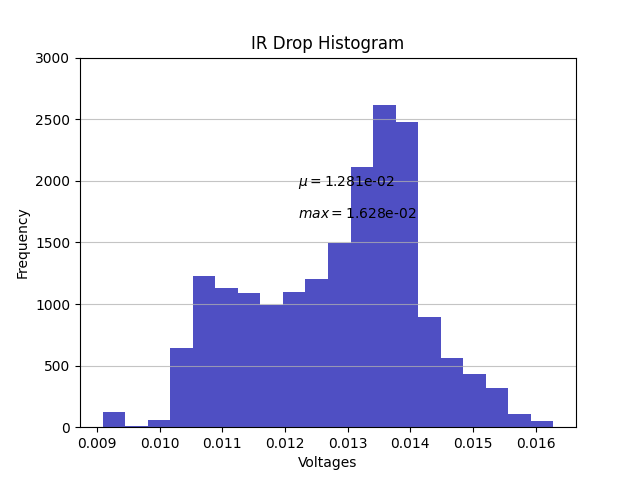 IR Drop Histogram
3000
2500
2000
1500
1000
500
0
Frequency
μ = 1.281e-02
max = 1.628e-02
0.009 0.010 0.011 0.012 0.013 0.014 0.015 0.016
Voltages